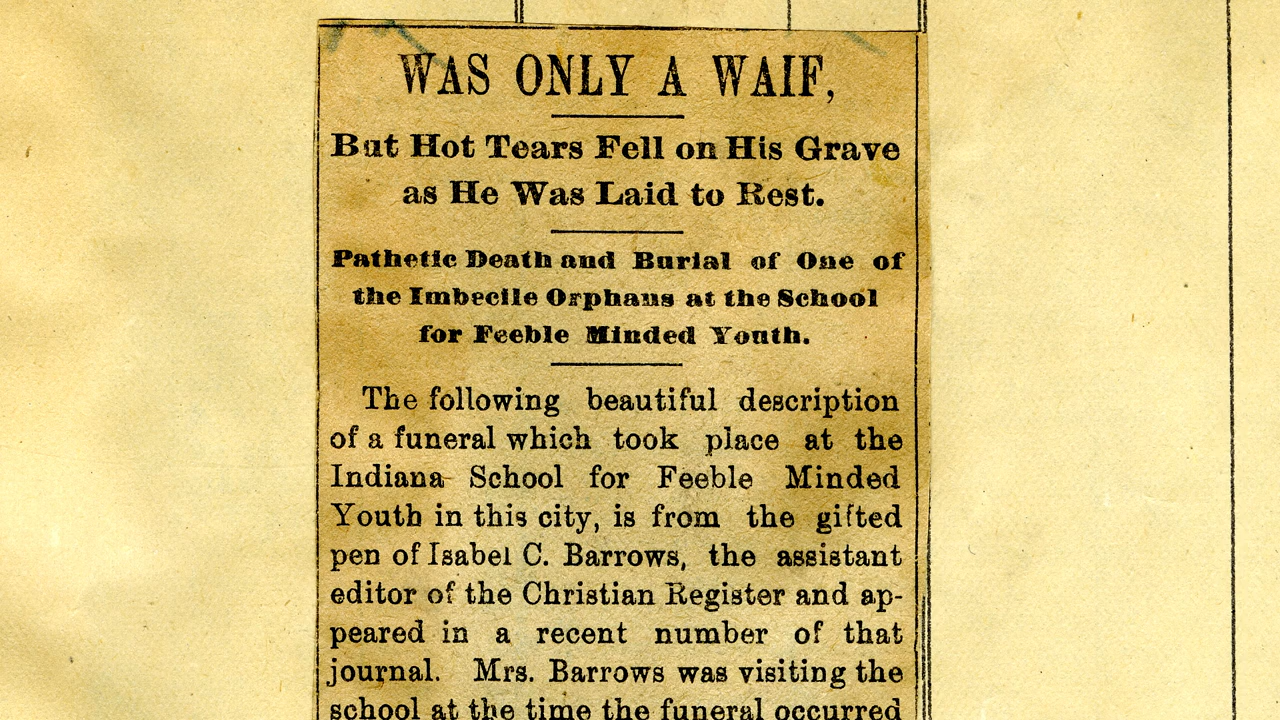 WAS ONLY A WAIF,
But Hot Tears Fell on His Grave
as He Was Laid to Rest.
Pathetic Death and Burial of One of
the Imbecile Orphans at the School
for Feeble Minded Youth.
The following beautiful description
of a funeral which took place at the
Indiana School for Feeble Minded
Youth in this city, is from the gifted
pen of Isabel C. Barrows, the assistant
editor of the Christian Register and ap-
peared in a recent number of that
journal. Mrs. Barrows was visiting the
school at the time the funeral occurred